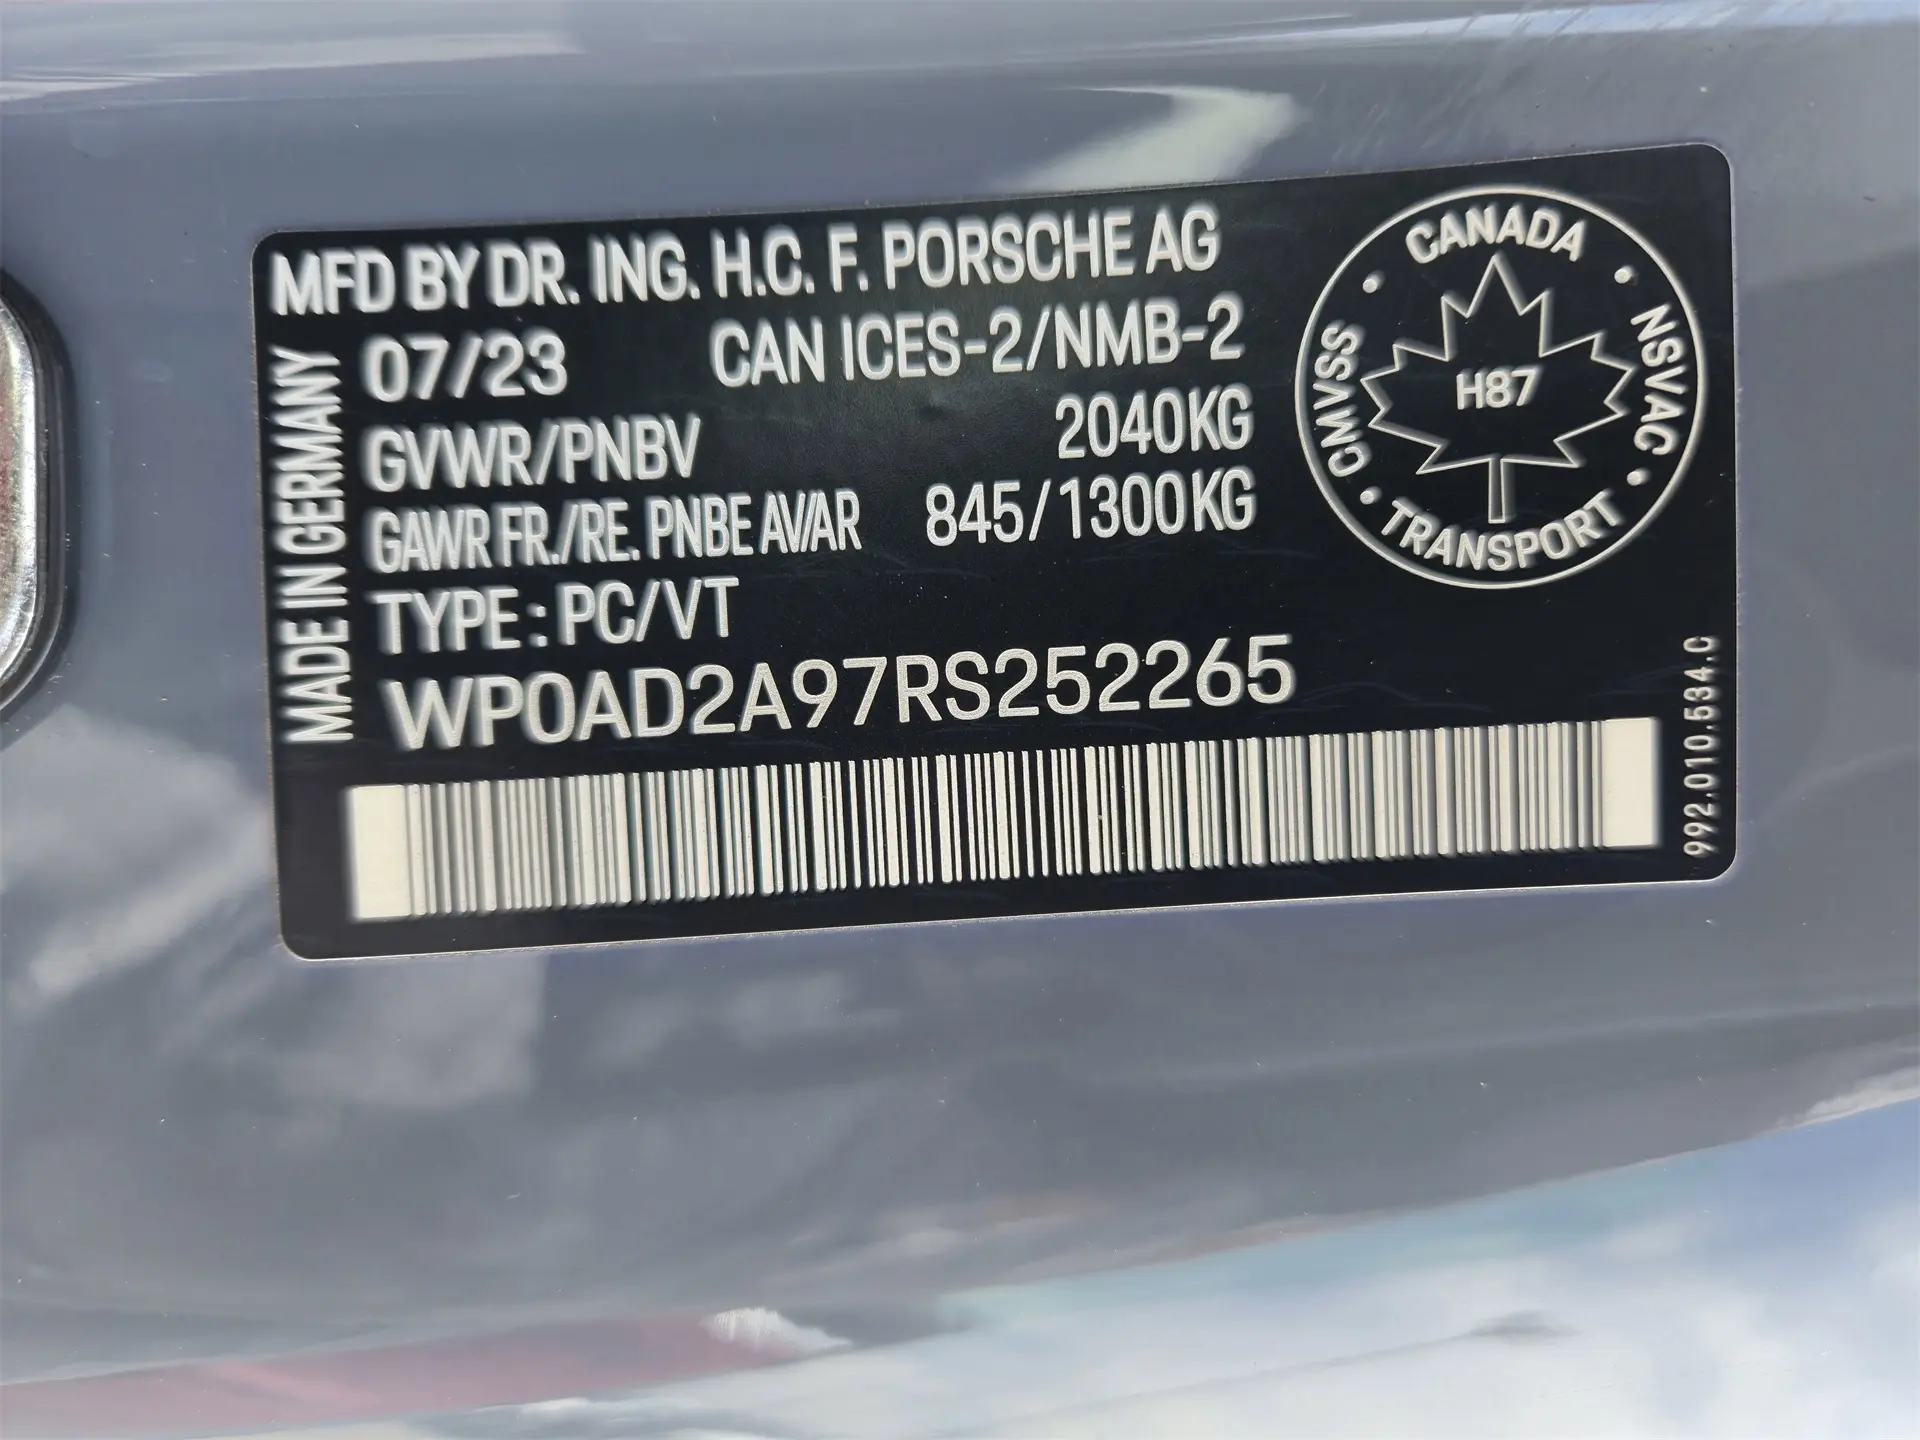 MFD BY DR. ING. H.C. F. PORSCHE AG
07/23 CAN ICES-2/NMB-2
GVWR/PNBV 2040KG
GAWR FR./RE. PNBE AV/AR 845/1300KG
TYPE : PC/VT
WP0AD2A97RS252265
MADE IN GERMANY
CANADA
CMVSS
NSVAC
H87
TRANSPORT
992.010.534.C